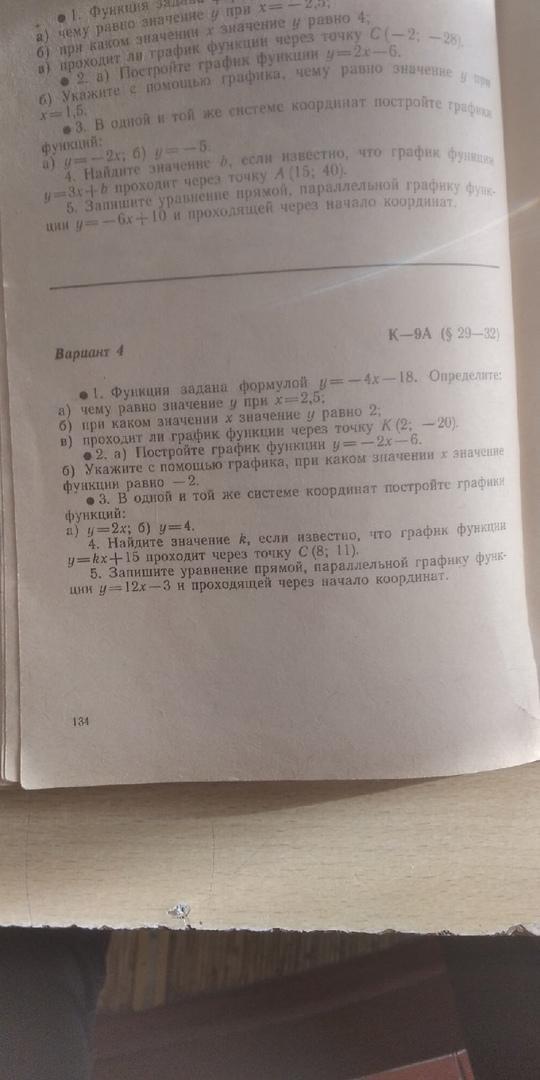 ● 1. Функция задана
а) чему равно значение y при x=−2,5;
б) при каком значении x значение y равно 4;
в) проходит ли график функции через точку C (−2; −28).
● 2. а) Постройте график функции y=2x−6.
б) Укажите с помощью графика, чему равно значение y при
x=1,5.
● 3. В одной и той же системе координат постройте графики
функций:
а) y=−2x; б) y=−5.
4. Найдите значение b, если известно, что график функции
y=3x+b проходит через точку A (15; 40).
5. Запишите уравнение прямой, параллельной графику функ-
ции y=−6x+10 и проходящей через начало координат.
К—9А (§ 29—32)
Вариант 4
● 1. Функция задана формулой y=−4x−18. Определите:
а) чему равно значение y при x=2,5;
б) при каком значении x значение y равно 2;
в) проходит ли график функции через точку K (2; −20).
● 2. а) Постройте график функции y=−2x−6.
б) Укажите с помощью графика, при каком значении x значение
функции равно −2.
● 3. В одной и той же системе координат постройте графики
функций:
а) y=2x; б) y=4.
4. Найдите значение k, если известно, что график функции
y=kx+15 проходит через точку C (8; 11).
5. Запишите уравнение прямой, параллельной графику функ-
ции y=12x−3 и проходящей через начало координат.
134